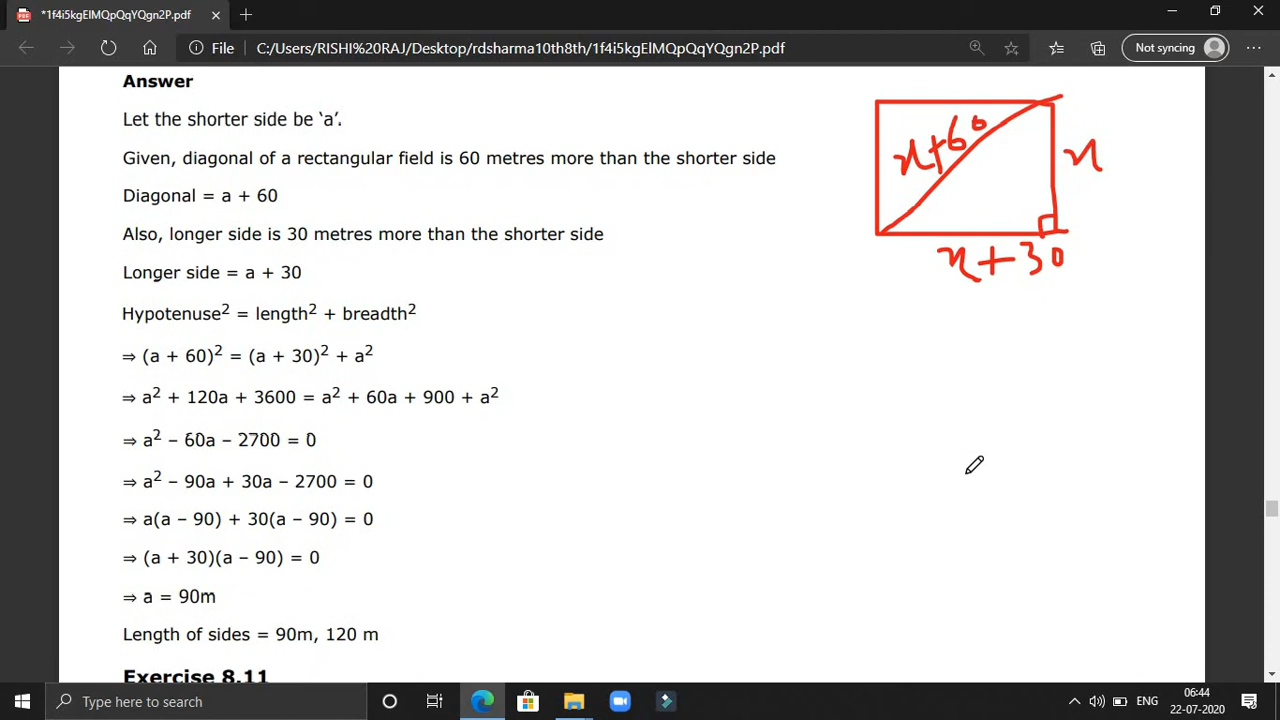 *1f4i5kgElMQpQqYQgn2P.pdf
File C:/Users/RISHI%20RAJ/Desktop/rdsharma10th8th/1f4i5kgElMQpQqYQgn2P.pdf Not syncing
Answer
Let the shorter side be ‘a’.
Given, diagonal of a rectangular field is 60 metres more than the shorter side
Diagonal = a + 60
Also, longer side is 30 metres more than the shorter side
Longer side = a + 30
Hypotenuse² = length² + breadth²
⇒ (a + 60)² = (a + 30)² + a²
⇒ a² + 120a + 3600 = a² + 60a + 900 + a²
⇒ a² – 60a – 2700 = 0
⇒ a² – 90a + 30a – 2700 = 0
⇒ a(a – 90) + 30(a – 90) = 0
⇒ (a + 30)(a – 90) = 0
⇒ a = 90m
Length of sides = 90m, 120 m
Exercise 8.11
x+60
x
x+30
Type here to search
ENG
06:44
22-07-2020